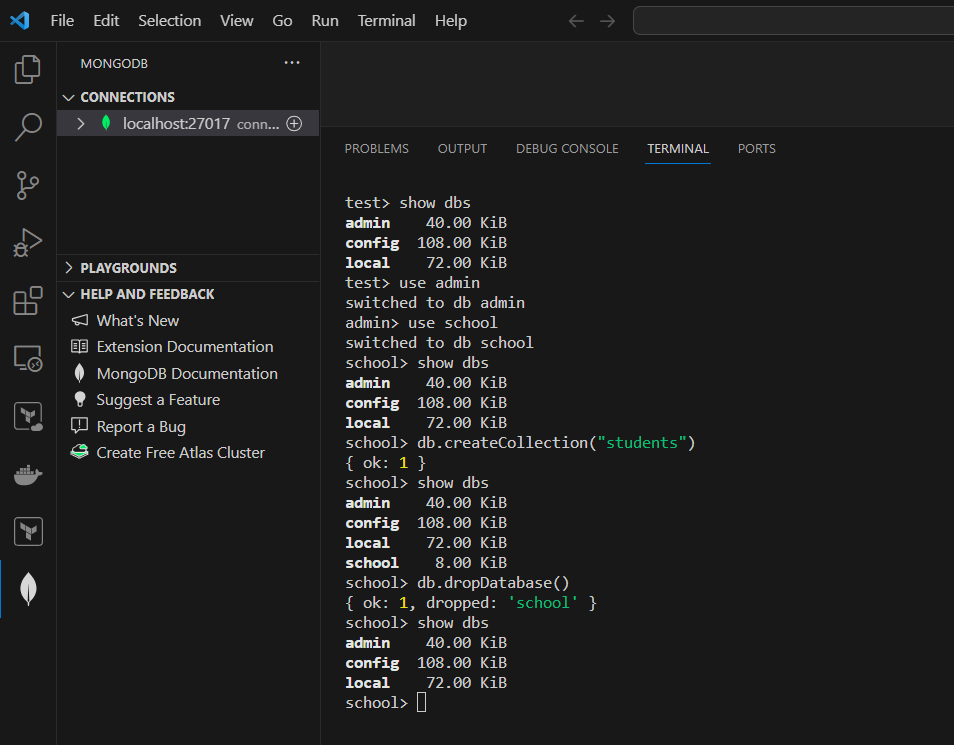 File Edit Selection View Go Run Terminal Help
MONGODB
CONNECTIONS
localhost:27017 conn...
PLAYGROUNDS
HELP AND FEEDBACK
What's New
Extension Documentation
MongoDB Documentation
Suggest a Feature
Report a Bug
Create Free Atlas Cluster
PROBLEMS OUTPUT DEBUG CONSOLE TERMINAL PORTS
test> show dbs
admin 40.00 KiB
config 108.00 KiB
local 72.00 KiB
test> use admin
switched to db admin
admin> use school
switched to db school
school> show dbs
admin 40.00 KiB
config 108.00 KiB
local 72.00 KiB
school> db.createCollection("students")
{ ok: 1 }
school> show dbs
admin 40.00 KiB
config 108.00 KiB
local 72.00 KiB
school 8.00 KiB
school> db.dropDatabase()
{ ok: 1, dropped: 'school' }
school> show dbs
admin 40.00 KiB
config 108.00 KiB
local 72.00 KiB
school>